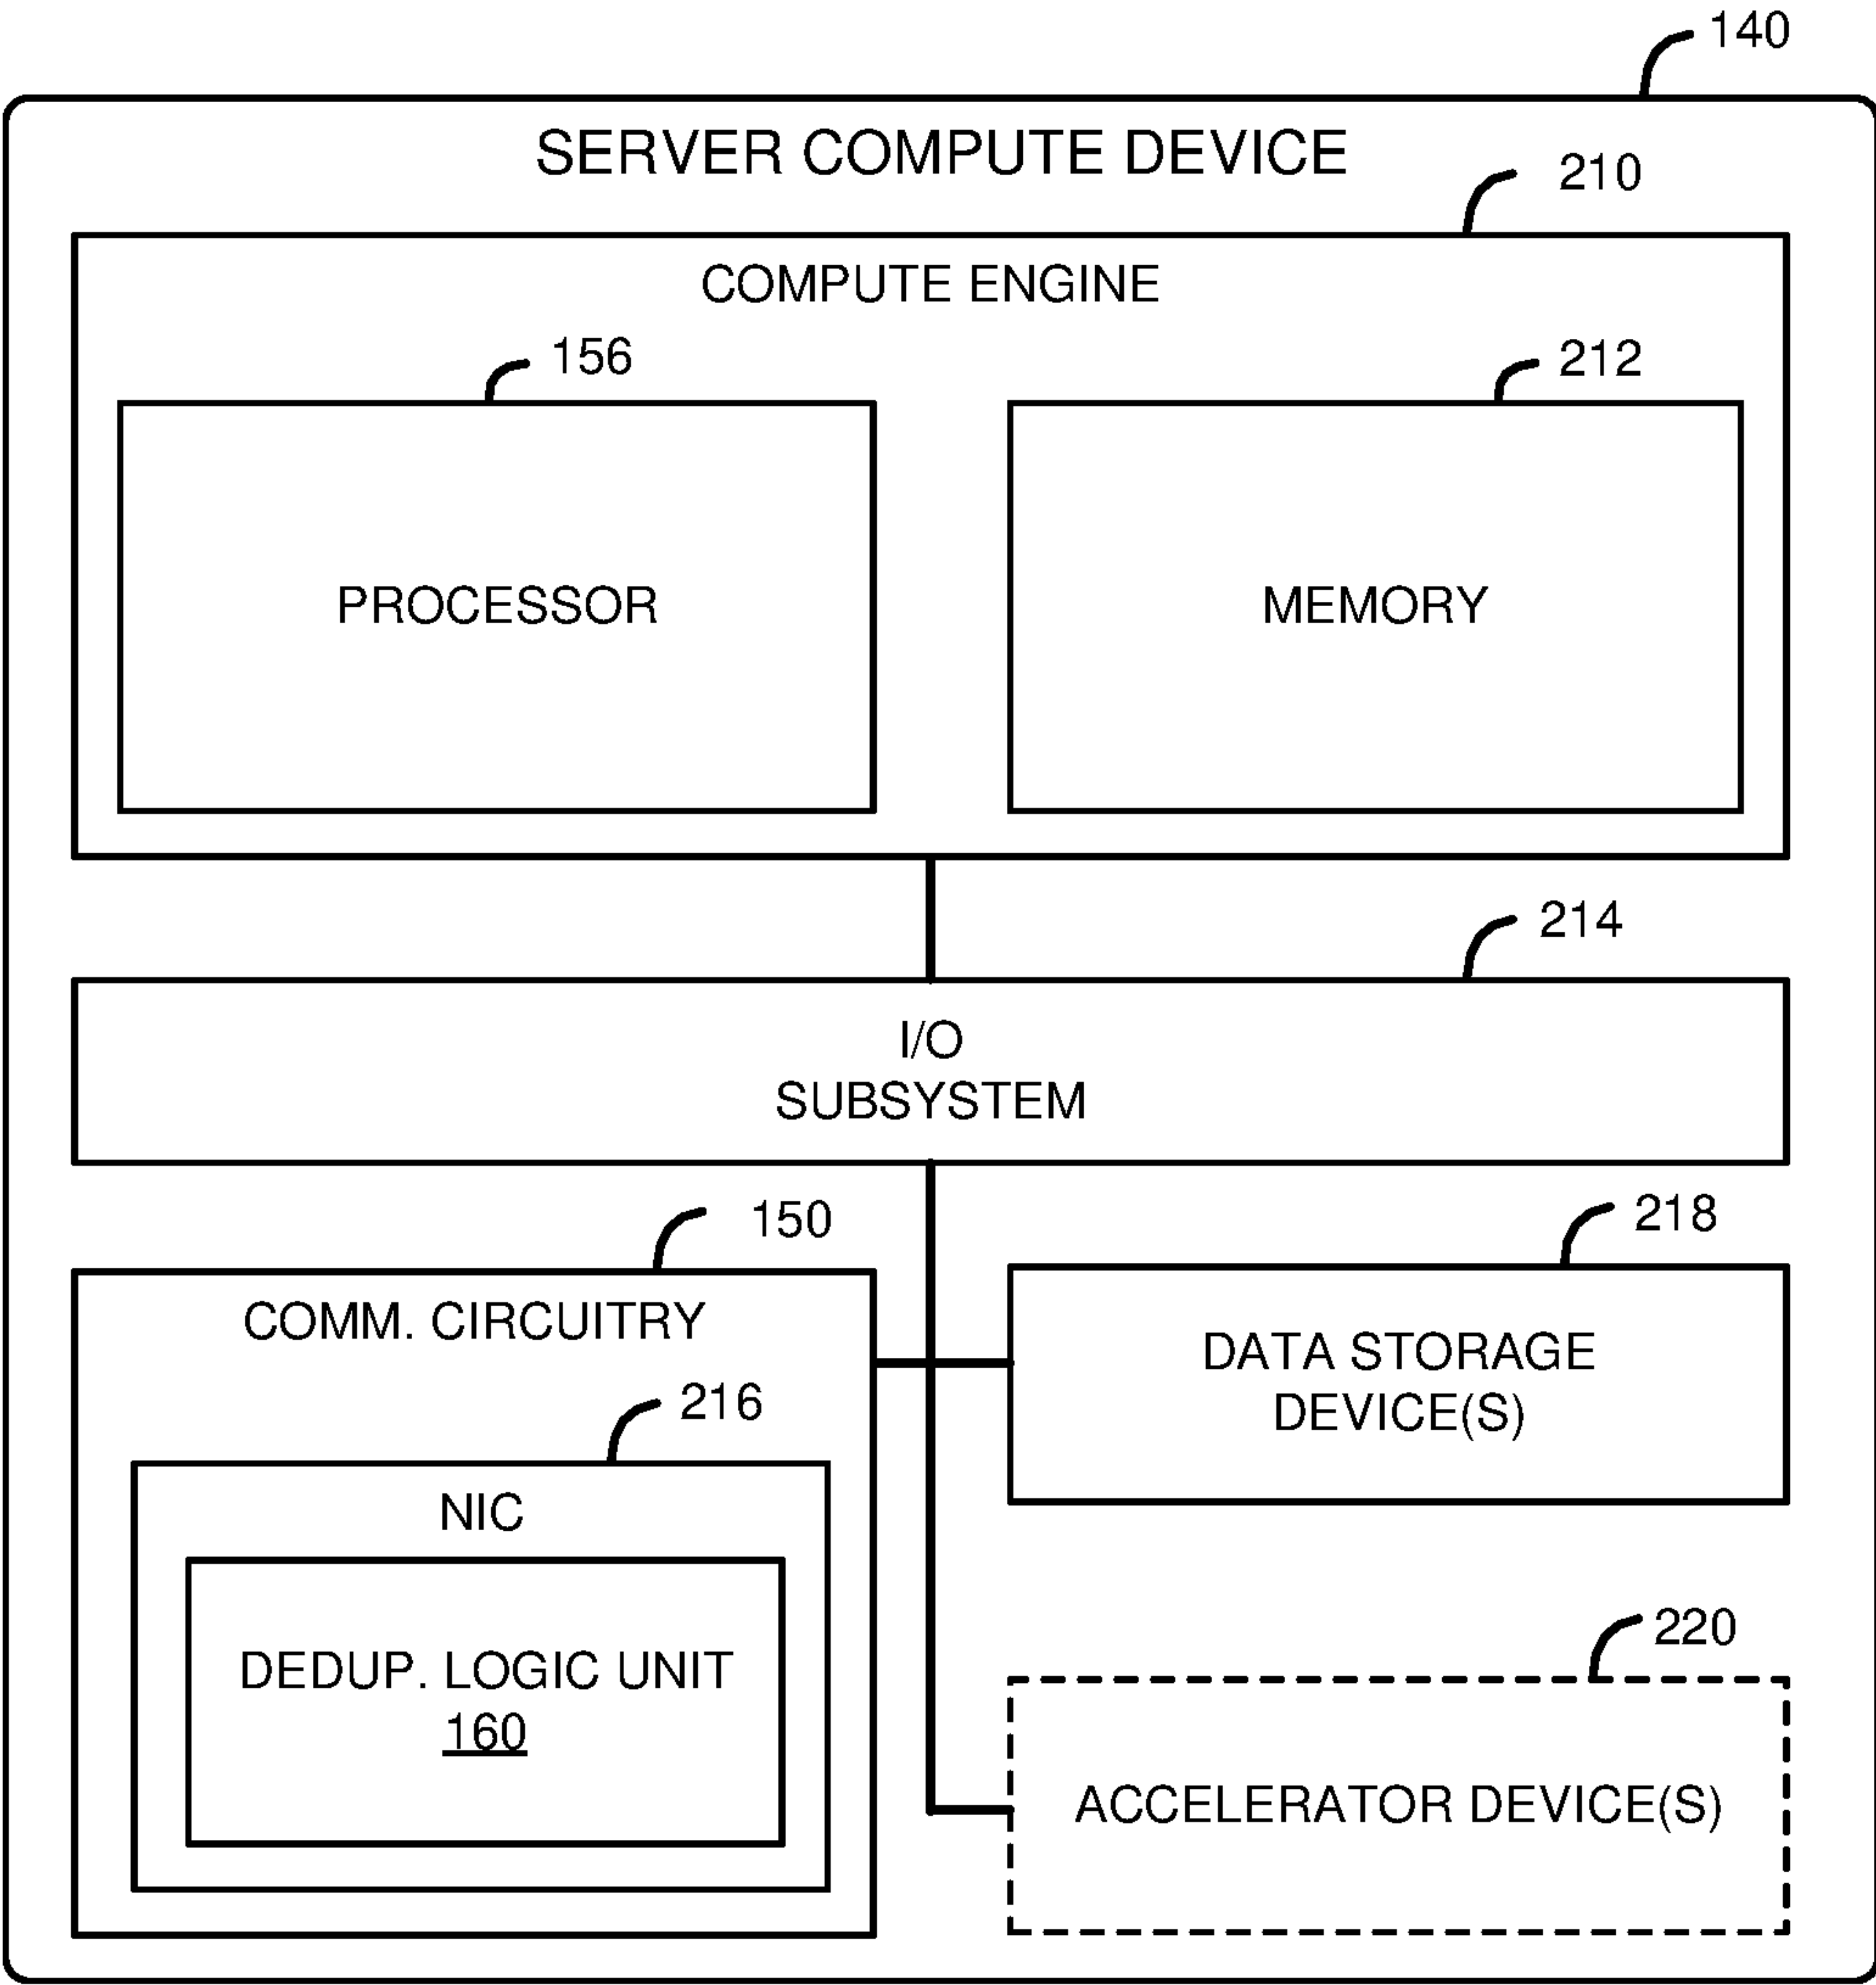 140
SERVER COMPUTE DEVICE
210
COMPUTE ENGINE
156
212
PROCESSOR
MEMORY
214
I/O
SUBSYSTEM
150
218
COMM. CIRCUITRY
DATA STORAGE
DEVICE(S)
216
NIC
DEDUP. LOGIC UNIT
160
220
ACCELERATOR DEVICE(S)